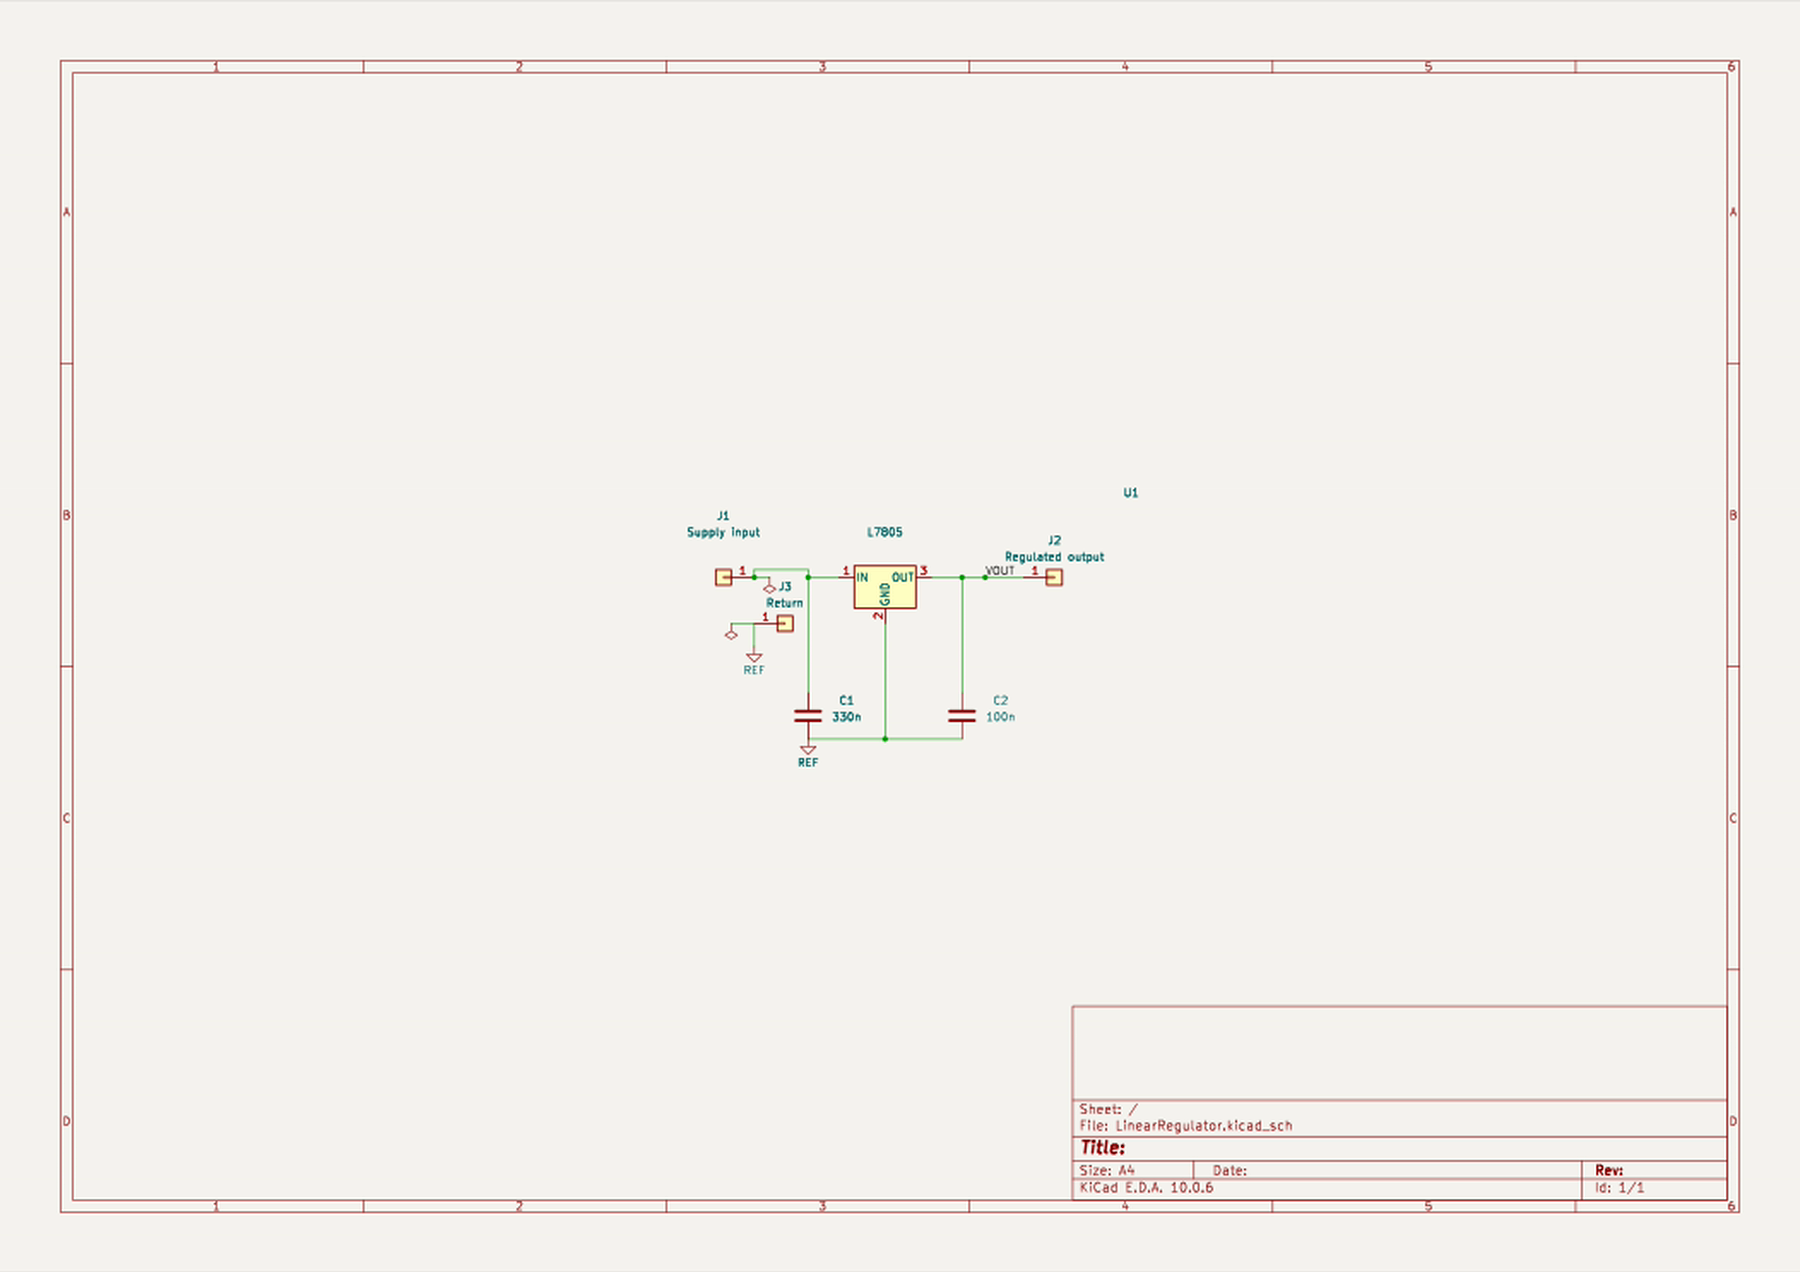 1 2 3 4 5 6
A A
U1
B B
J1
Supply input
L7805
J2
Regulated output
1 1 IN OUT 3 VOUT 1
J3
Return
GND
1 2
REF
C1 C2
330n 100n
REF
C C
Sheet: /
File: LinearRegulator.kicad_sch
D D
Title:
Size: A4 Date: Rev:
KiCad E.D.A. 10.0.6 Id: 1/1
1 2 3 4 5 6